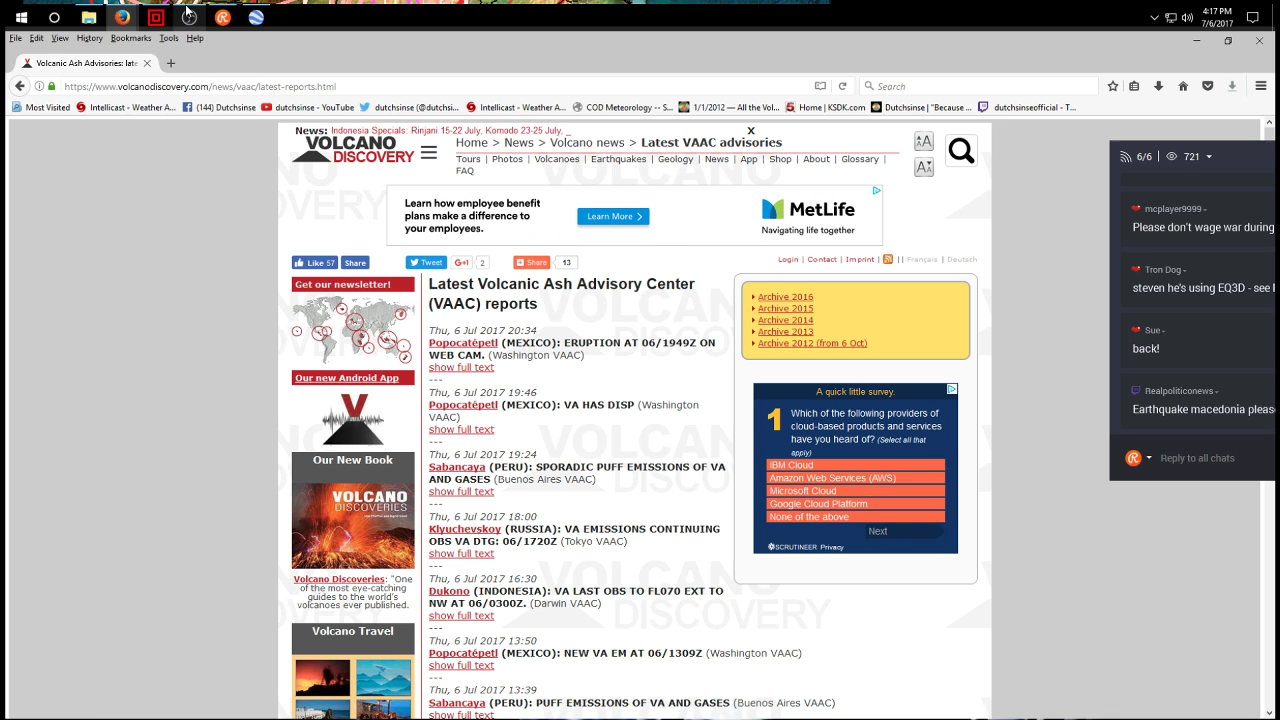 4:17 PM
7/6/2017
File Edit View History Bookmarks Tools Help
Volcanic Ash Advisories: late
https://www.volcanodiscovery.com/news/vaac/latest-reports.html
Search
Most Visited Intellicast - Weather A... (144) Dutchsinse dutchsinse - YouTube dutchsinse (@dutchsi... Intellicast - Weather A... COD Meteorology -- S... 1/1/2012 — All the Vol... Home | KSDK.com Dutchsinse | "Because ... dutchsinseofficial - T...
News: Indonesia Specials: Rinjani 15-22 July, Komodo 23-25 July, _
X
VOLCANO
DISCOVERY
Home > News > Volcano news > Latest VAAC advisories
Tours | Photos | Volcanoes | Earthquakes | Geology | News | App | Shop | About | Glossary |
FAQ
AA
AA
Learn how employee benefit
plans make a difference to
your employees.
Learn More >
MetLife
Navigating life together
Like 57 Share Tweet G+1 2 Share 13
Login | Contact | Imprint | || Français | Deutsch
Get our newsletter!
Our new Android App
V
Our New Book
VOLCANO
DISCOVERIES
Volcano Discoveries: "One
of the most eye-catching
guides to the world's
volcanoes ever published.
Volcano Travel
Latest Volcanic Ash Advisory Center
(VAAC) reports
Thu, 6 Jul 2017 20:34
Popocatépetl (MEXICO): ERUPTION AT 06/1949Z ON
WEB CAM. (Washington VAAC)
show full text
---
Thu, 6 Jul 2017 19:46
Popocatépetl (MEXICO): VA HAS DISP (Washington
VAAC)
show full text
---
Thu, 6 Jul 2017 19:24
Sabancaya (PERU): SPORADIC PUFF EMISSIONS OF VA
AND GASES (Buenos Aires VAAC)
show full text
---
Thu, 6 Jul 2017 18:00
Klyuchevskoy (RUSSIA): VA EMISSIONS CONTINUING
OBS VA DTG: 06/1720Z (Tokyo VAAC)
show full text
---
Thu, 6 Jul 2017 16:30
Dukono (INDONESIA): VA LAST OBS TO FL070 EXT TO
NW AT 06/0300Z. (Darwin VAAC)
show full text
---
Thu, 6 Jul 2017 13:50
Popocatépetl (MEXICO): NEW VA EM AT 06/1309Z (Washington VAAC)
show full text
---
Thu, 6 Jul 2017 13:39
Sabancaya (PERU): PUFF EMISSIONS OF VA AND GASES (Buenos Aires VAAC)
show full text
Archive 2016
Archive 2015
Archive 2014
Archive 2013
Archive 2012 (from 6 Oct)
A quick little survey.
1
Which of the following providers of
cloud-based products and services
have you heard of? (Select all that
apply)
IBM Cloud
Amazon Web Services (AWS)
Microsoft Cloud
Google Cloud Platform
None of the above
Next
SCRUTINEER Privacy
6/6 | 721
mcplayer9999
Please don't wage war during
Tron Dog
steven he's using EQ3D - see
Sue
back!
Realpoliticonews
Earthquake macedonia please
Reply to all chats